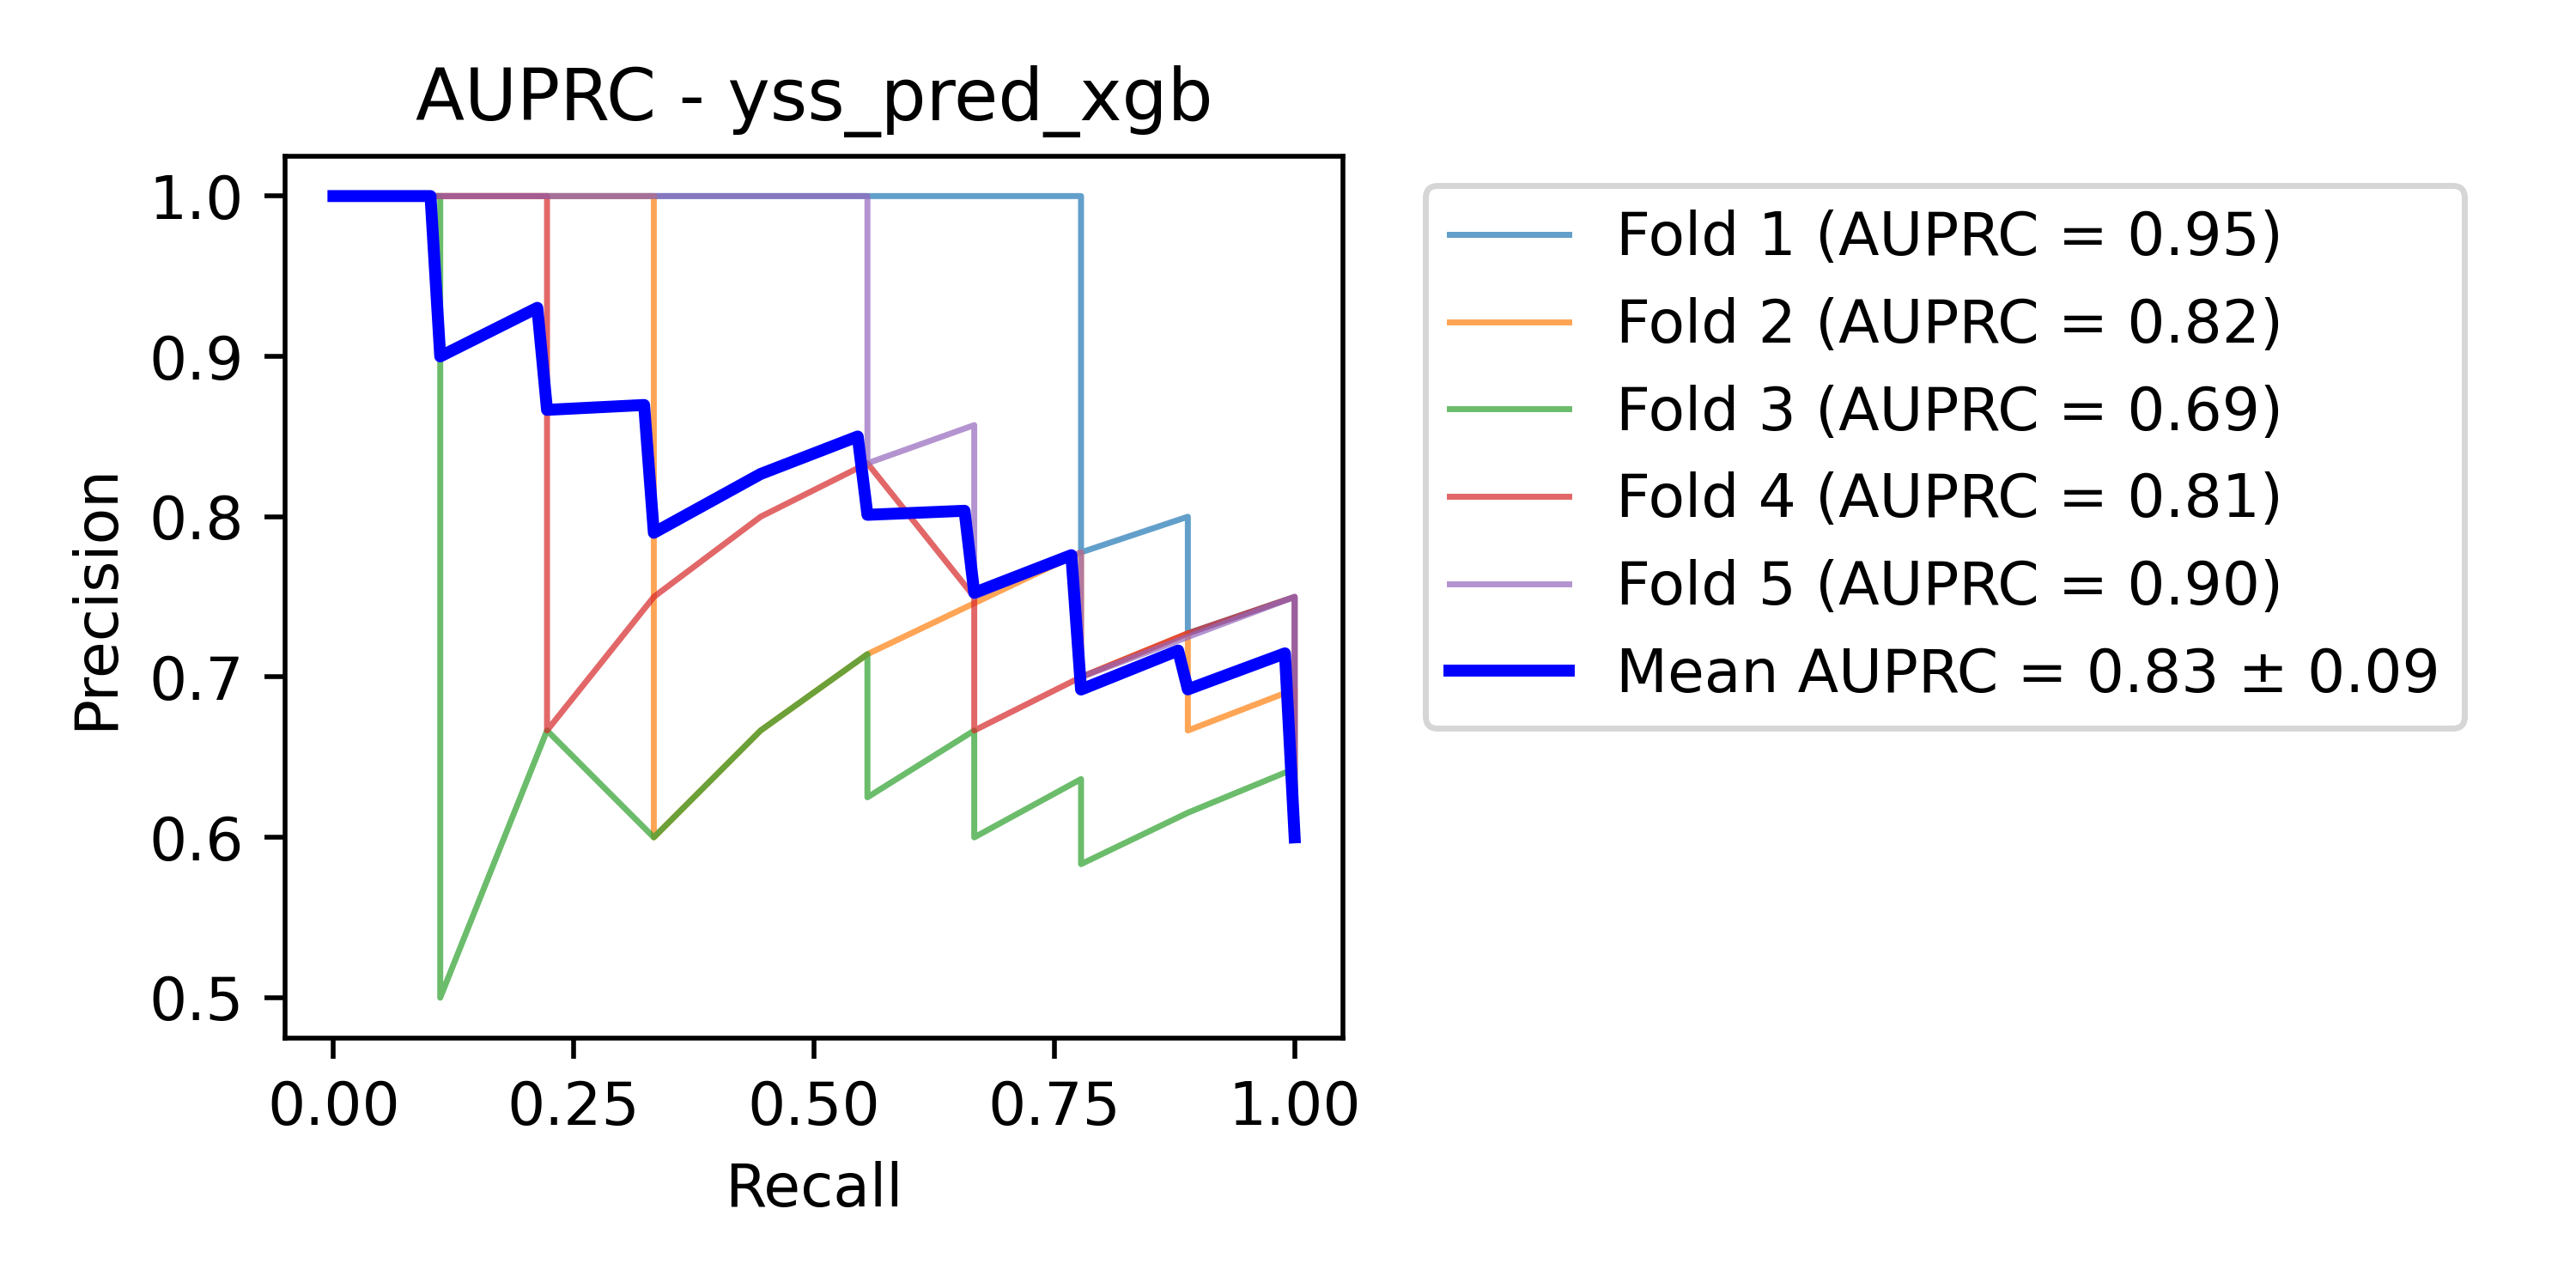 AUPRC - yss_pred_xgb
1.0
0.9
0.8
0.7
0.6
0.5
Precision
0.00 0.25 0.50 0.75 1.00
Recall
Fold 1 (AUPRC = 0.95)
Fold 2 (AUPRC = 0.82)
Fold 3 (AUPRC = 0.69)
Fold 4 (AUPRC = 0.81)
Fold 5 (AUPRC = 0.90)
Mean AUPRC = 0.83 ± 0.09